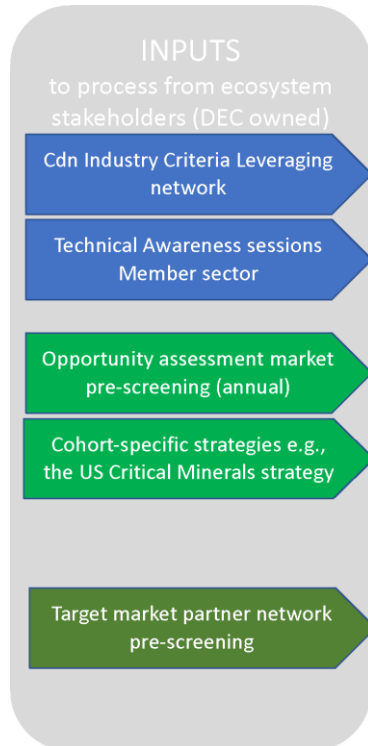 INPUTS
to process from ecosystem
stakeholders (DEC owned)
Cdn Industry Criteria Leveraging
network
Technical Awareness sessions
Member sector
Opportunity assessment market
pre-screening (annual)
Cohort-specific strategies e.g.,
the US Critical Minerals strategy
Target market partner network
pre-screening